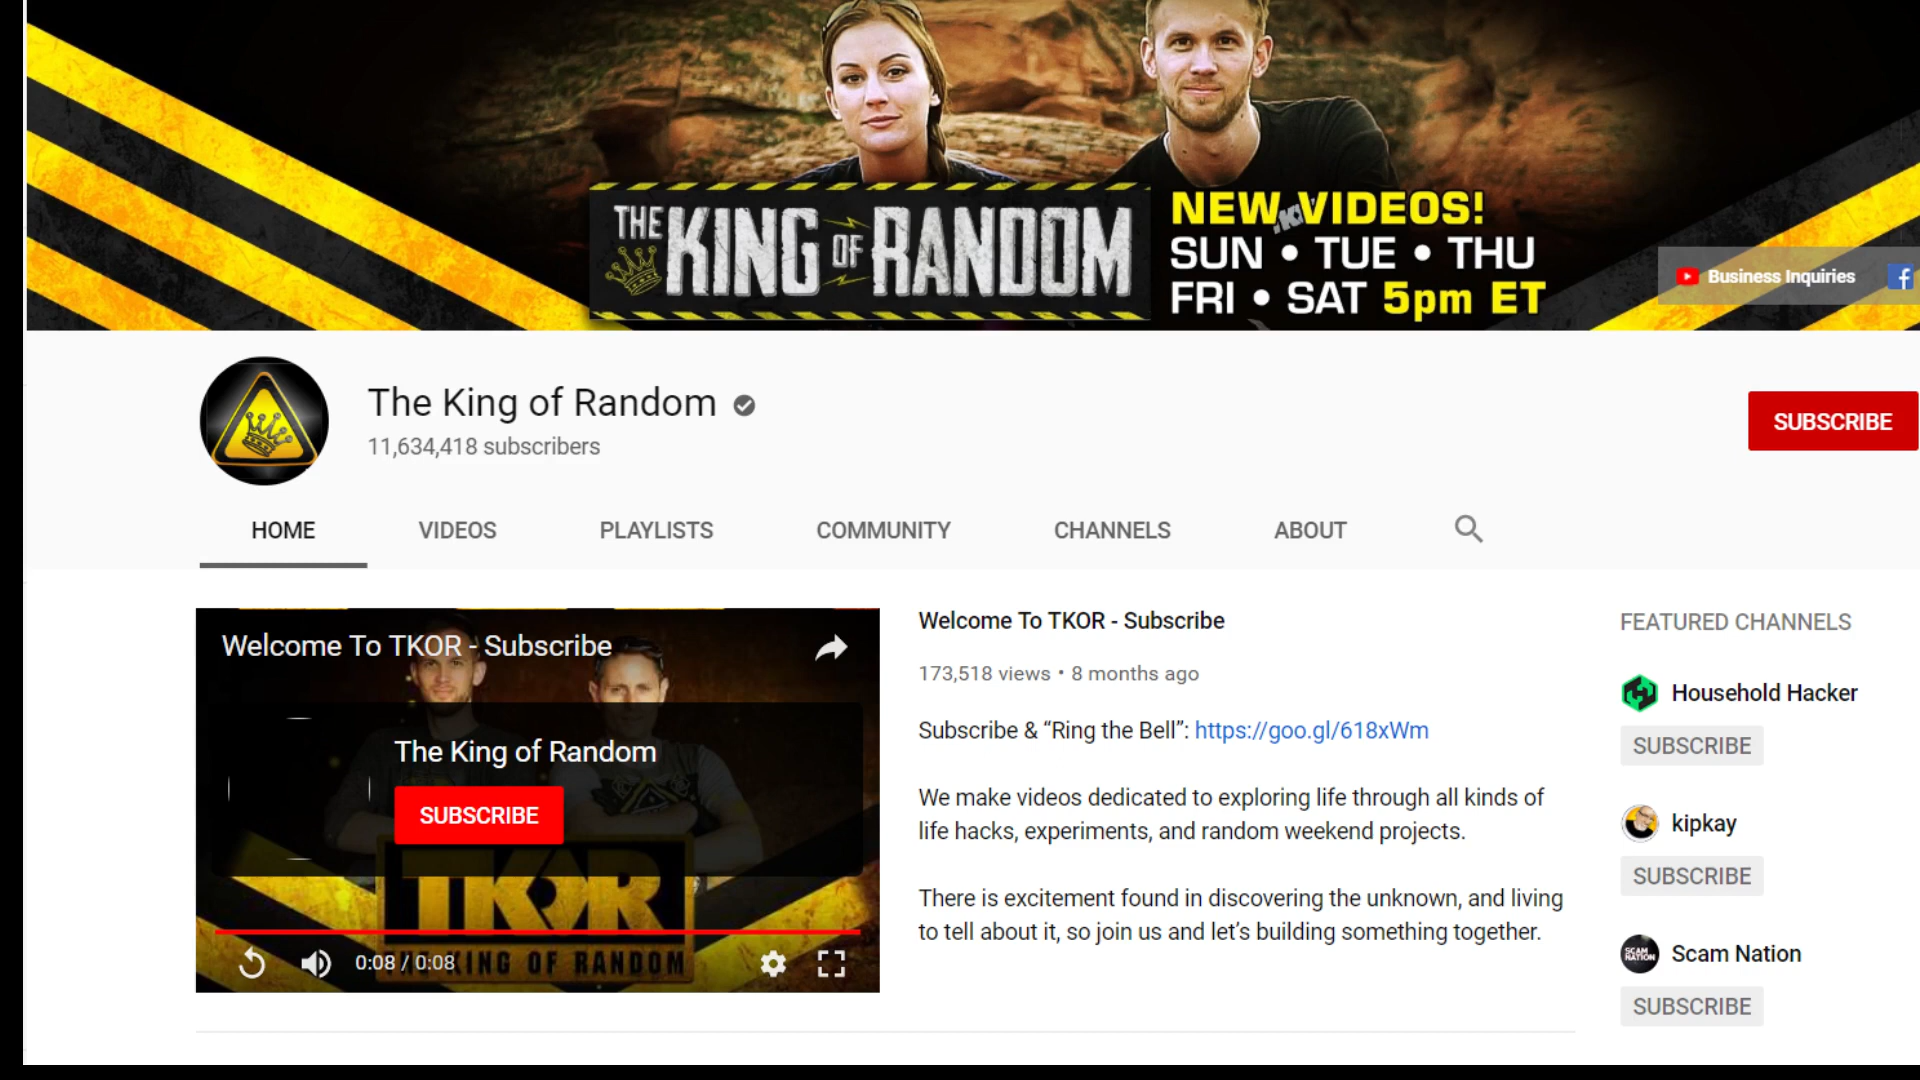 THE KING OF RANDOM
NEW VIDEOS!
SUN • TUE • THU
FRI • SAT 5pm ET
Business Inquiries
The King of Random
11,634,418 subscribers
SUBSCRIBE
HOME VIDEOS PLAYLISTS COMMUNITY CHANNELS ABOUT
Welcome To TKOR - Subscribe
The King of Random
SUBSCRIBE
TKOR
THE KING OF RANDOM
0:08 / 0:08
Welcome To TKOR - Subscribe
173,518 views • 8 months ago
Subscribe & “Ring the Bell”: https://goo.gl/618xWm
We make videos dedicated to exploring life through all kinds of
life hacks, experiments, and random weekend projects.
There is excitement found in discovering the unknown, and living
to tell about it, so join us and let’s building something together.
FEATURED CHANNELS
Household Hacker
SUBSCRIBE
kipkay
SUBSCRIBE
SCAM
NATION
Scam Nation
SUBSCRIBE